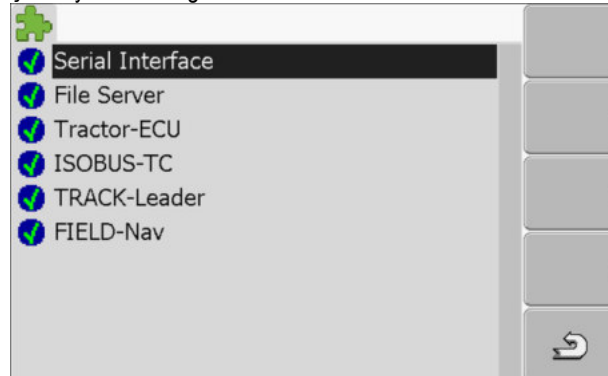 Serial Interface
File Server
Tractor-ECU
ISOBUS-TC
TRACK-Leader
FIELD-Nav